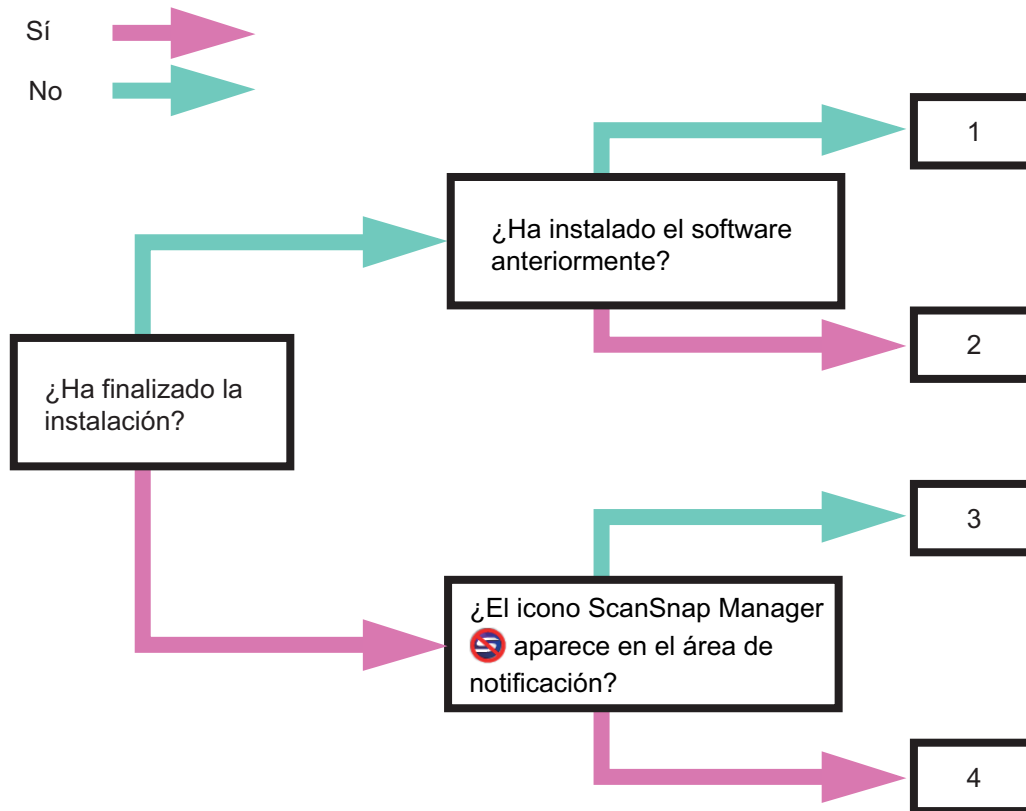 Sí
No
1
¿Ha instalado el software
anteriormente?
2
¿Ha finalizado la
instalación?
3
¿El icono ScanSnap Manager
aparece en el área de
notificación?
4